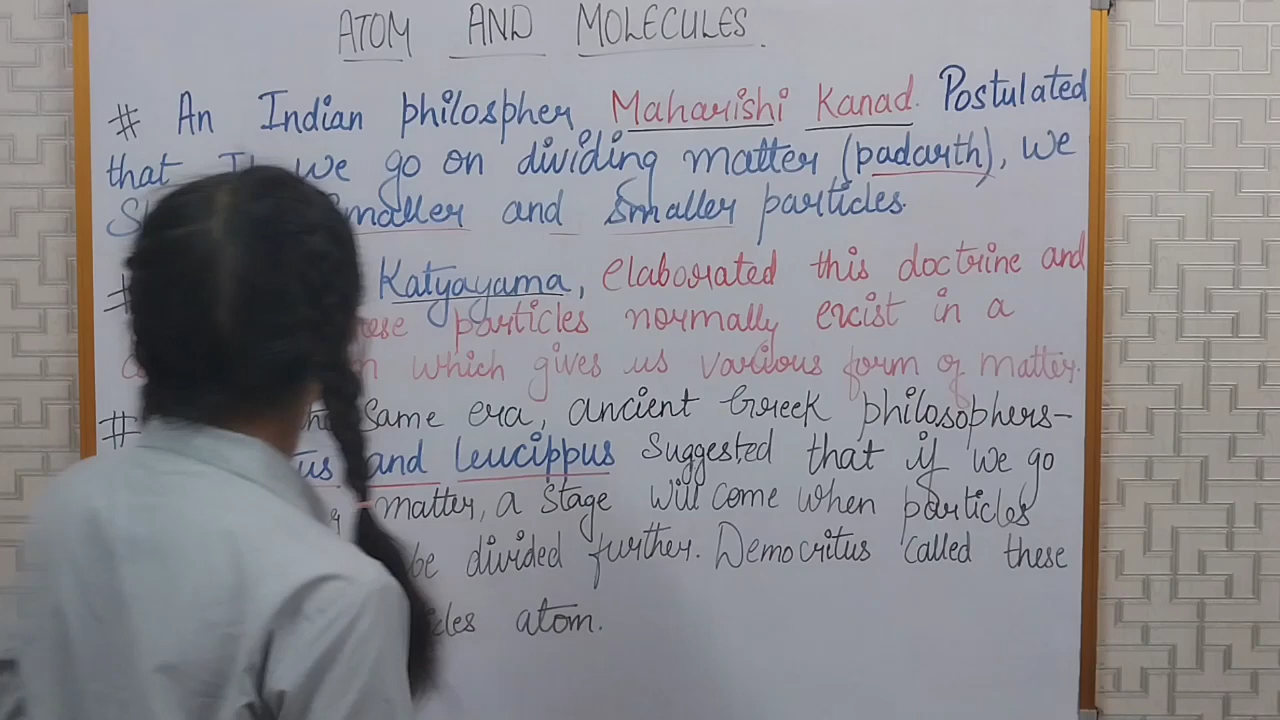 ATOM AND MOLECULES.
# An Indian philospher Maharishi Kanad. Postulated
that we go on dividing matter (padarth), we
smaller and smaller particles.
# Katyayama, elaborated this doctrine and
particles normally excist in a
which gives us various form of matter.
# Same era, ancient Greek philosophers-
and leucippus suggested that if we go
matter, a stage will come when particles
be divided further. Democritus called these
atom.